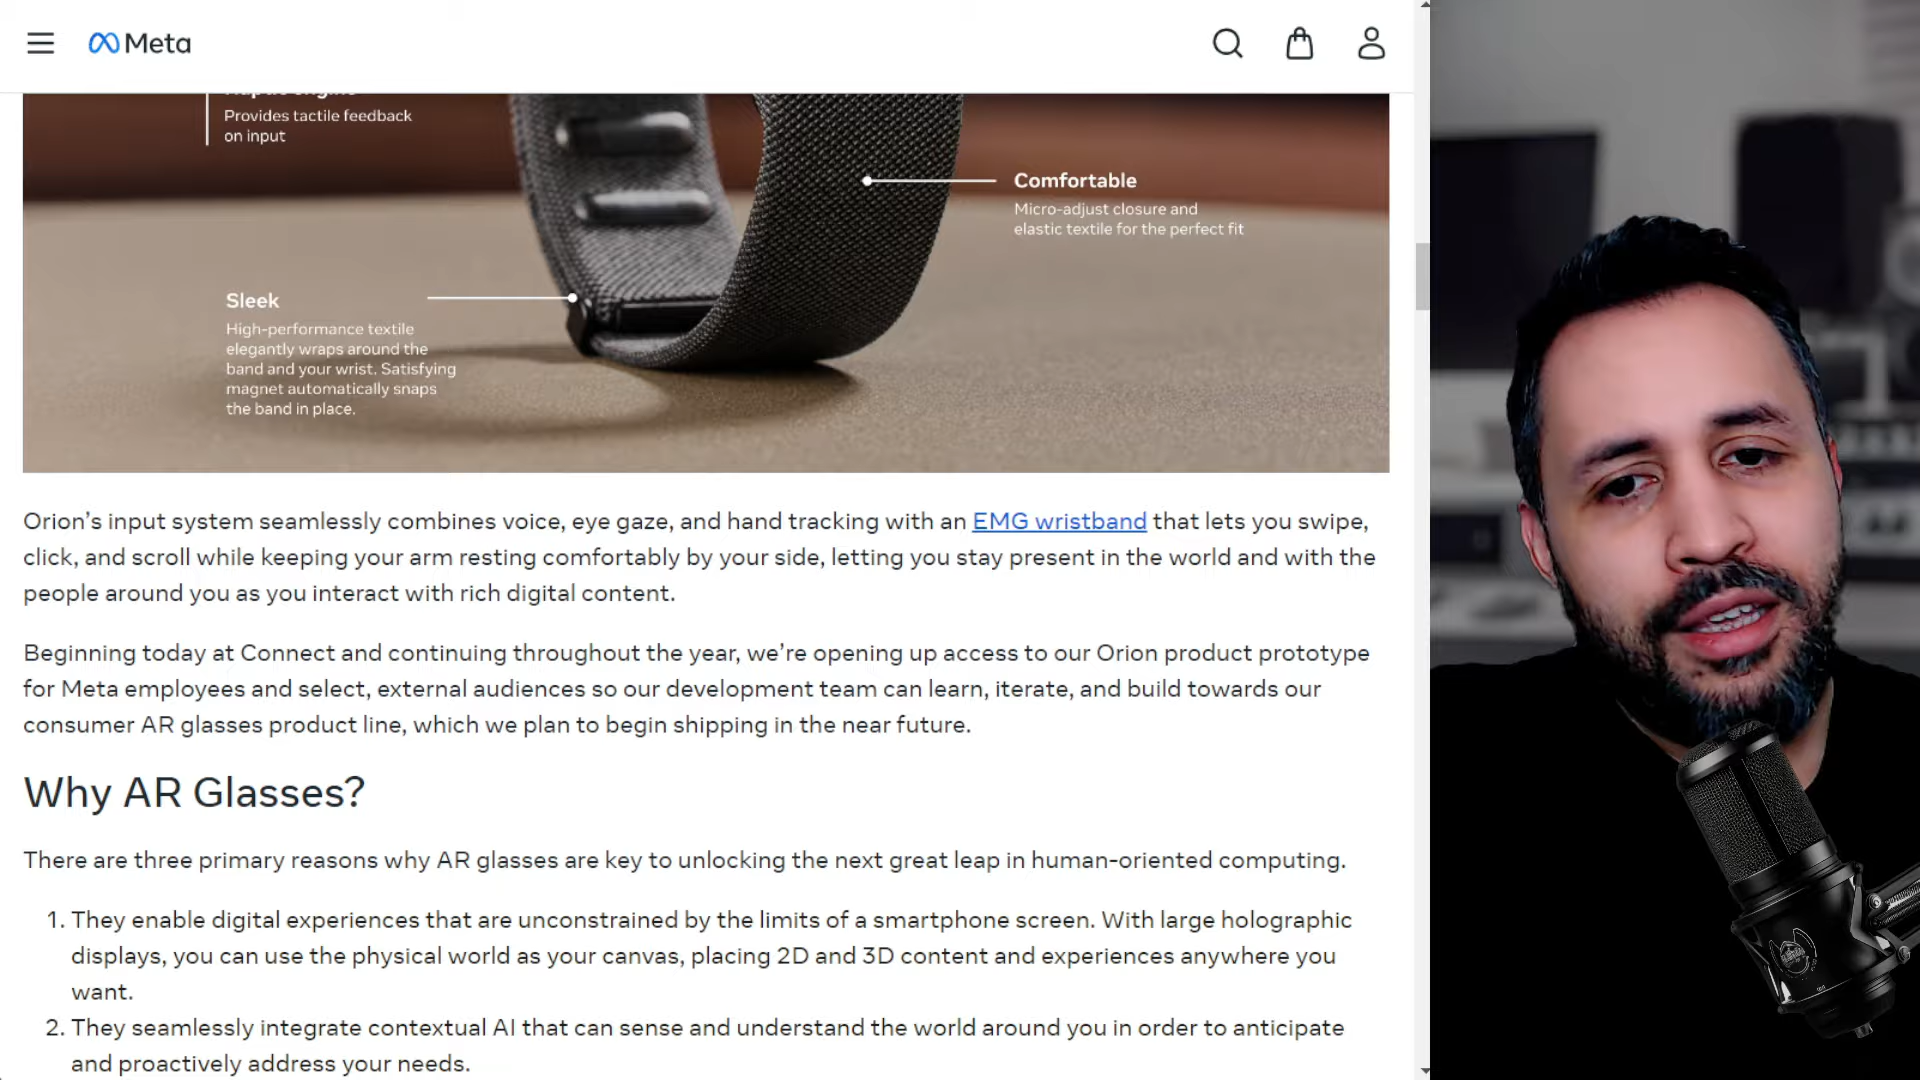 Meta
Provides tactile feedback
on input
Comfortable
Micro-adjust closure and
elastic textile for the perfect fit
Sleek
High-performance textile
elegantly wraps around the
band and your wrist. Satisfying
magnet automatically snaps
the band in place.
Orion’s input system seamlessly combines voice, eye gaze, and hand tracking with an EMG wristband that lets you swipe,
click, and scroll while keeping your arm resting comfortably by your side, letting you stay present in the world and with the
people around you as you interact with rich digital content.
Beginning today at Connect and continuing throughout the year, we’re opening up access to our Orion product prototype
for Meta employees and select, external audiences so our development team can learn, iterate, and build towards our
consumer AR glasses product line, which we plan to begin shipping in the near future.
Why AR Glasses?
There are three primary reasons why AR glasses are key to unlocking the next great leap in human-oriented computing.
1. They enable digital experiences that are unconstrained by the limits of a smartphone screen. With large holographic
displays, you can use the physical world as your canvas, placing 2D and 3D content and experiences anywhere you
want.
2. They seamlessly integrate contextual AI that can sense and understand the world around you in order to anticipate
and proactively address your needs.